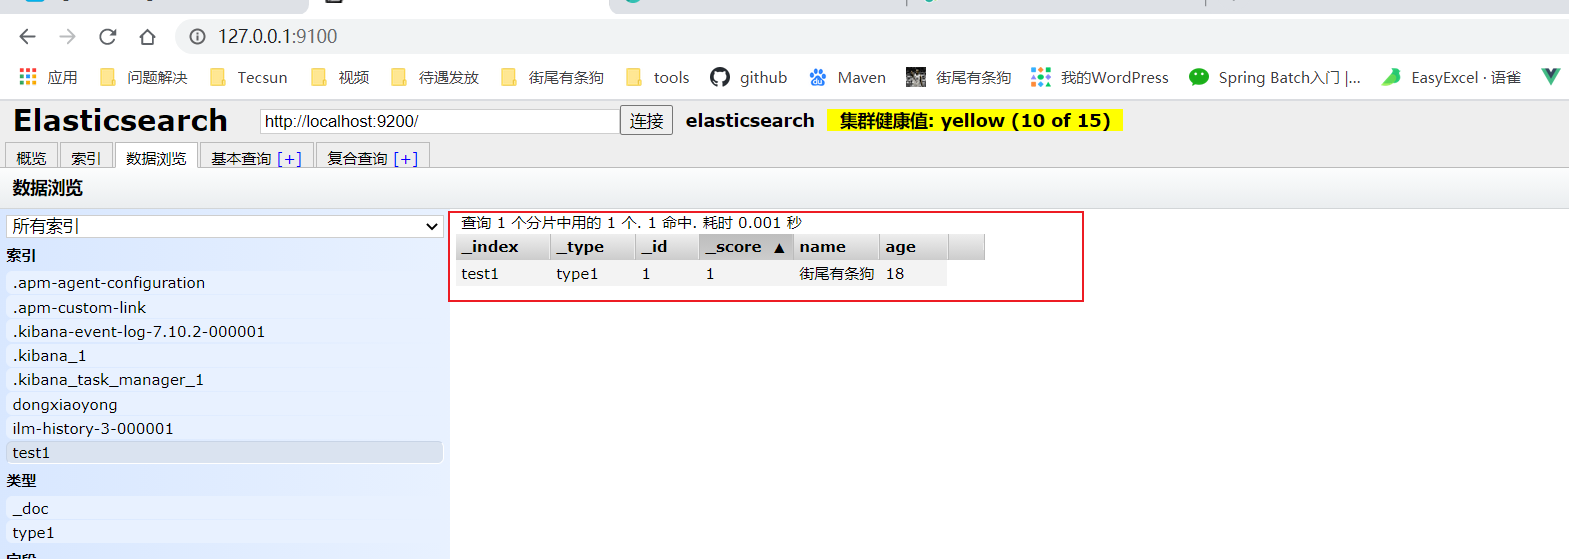 127.0.0.1:9100
应用 问题解决 Tecsun 视频 待遇发放 街尾有条狗 tools github Maven 街尾有条狗 我的WordPress Spring Batch入门 |... EasyExcel · 语雀
Elasticsearch http://localhost:9200/ 连接 elasticsearch 集群健康值: yellow (10 of 15)
概览 索引 数据浏览 基本查询 [+] 复合查询 [+]
数据浏览
所有索引
索引
.apm-agent-configuration
.apm-custom-link
.kibana-event-log-7.10.2-000001
.kibana_1
.kibana_task_manager_1
dongxiaoyong
ilm-history-3-000001
test1
类型
_doc
type1
查询 1 个分片中用的 1 个. 1 命中. 耗时 0.001 秒
_index _type _id _score ▲ name age
test1 type1 1 1 街尾有条狗 18